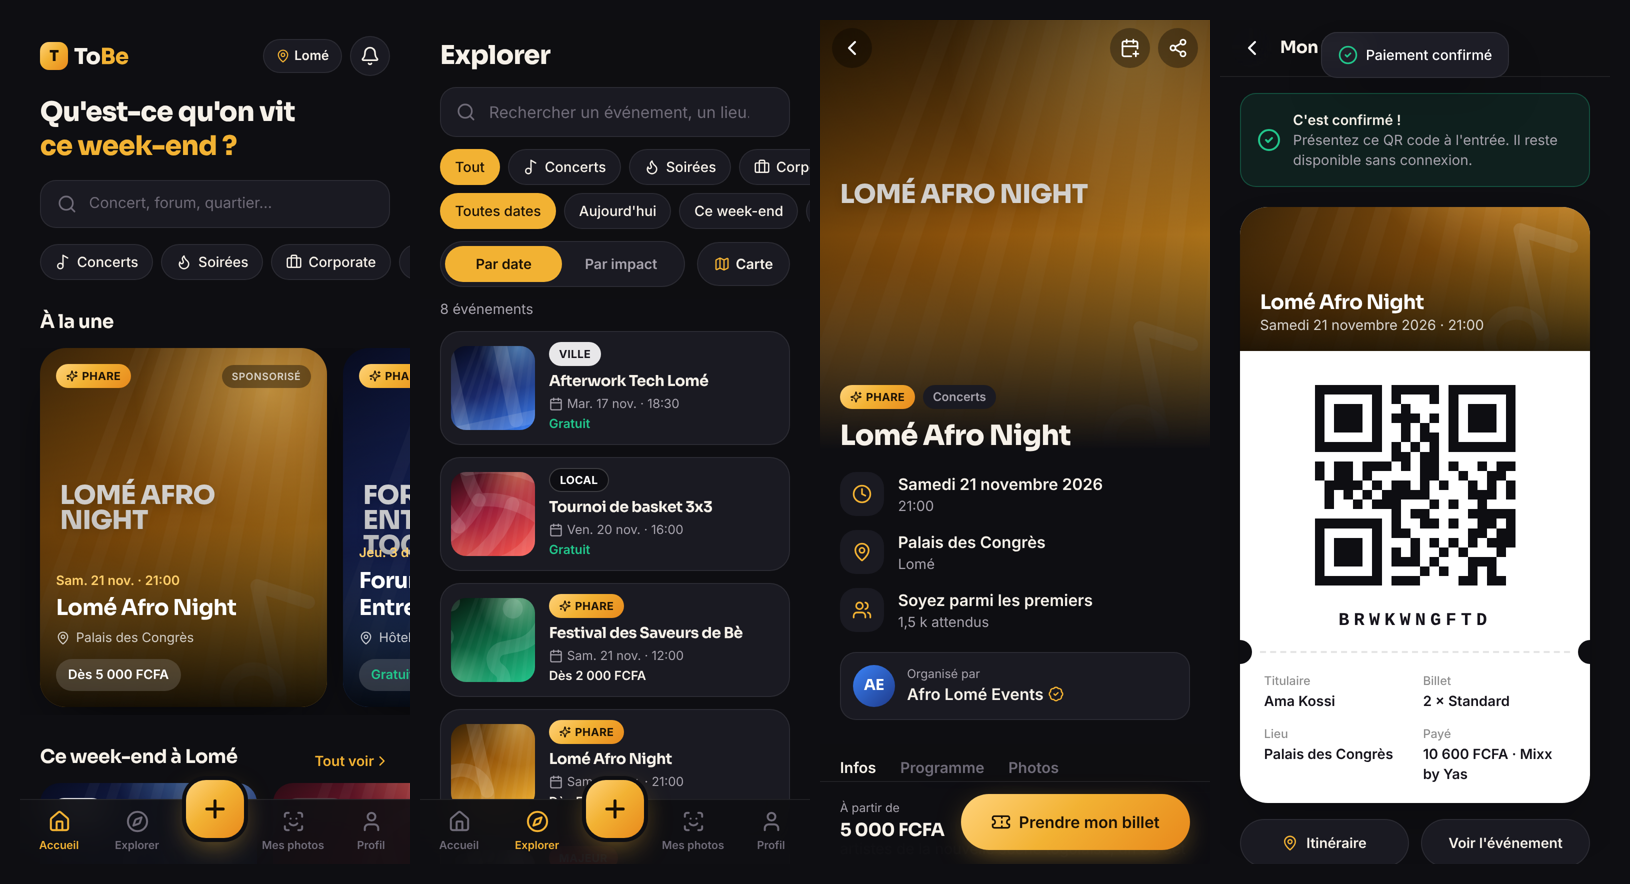 T ToBe
Lomé
Qu'est-ce qu'on vit
ce week-end ?
Concert, forum, quartier...
Concerts
Soirées
Corporate
À la une
PHARE
SPONSORISÉ
LOMÉ AFRO
NIGHT
Sam. 21 nov. · 21:00
Lomé Afro Night
Palais des Congrès
Dès 5 000 FCFA
Ce week-end à Lomé
Tout voir
Accueil
Explorer
Mes photos
Profil
Explorer
Rechercher un événement, un lieu.
Tout
Concerts
Soirées
Corp
Toutes dates
Aujourd'hui
Ce week-end
Par date
Par impact
Carte
8 événements
VILLE
Afterwork Tech Lomé
Mar. 17 nov. · 18:30
Gratuit
LOCAL
Tournoi de basket 3x3
Ven. 20 nov. · 16:00
Gratuit
PHARE
Festival des Saveurs de Bè
Sam. 21 nov. · 12:00
Dès 2 000 FCFA
PHARE
Lomé Afro Night
Accueil
Explorer
Mes photos
Profil
LOMÉ AFRO NIGHT
PHARE
Concerts
Lomé Afro Night
Samedi 21 novembre 2026
21:00
Palais des Congrès
Lomé
Soyez parmi les premiers
1,5 k attendus
AE
Organisé par
Afro Lomé Events
Infos
Programme
Photos
À partir de
5 000 FCFA
Prendre mon billet
Mon
Paiement confirmé
C'est confirmé !
Présentez ce QR code à l'entrée. Il reste
disponible sans connexion.
Lomé Afro Night
Samedi 21 novembre 2026 · 21:00
BRWKWNGFTD
Titulaire
Ama Kossi
Billet
2 × Standard
Lieu
Palais des Congrès
Payé
10 600 FCFA · Mixx
by Yas
Itinéraire
Voir l'événement